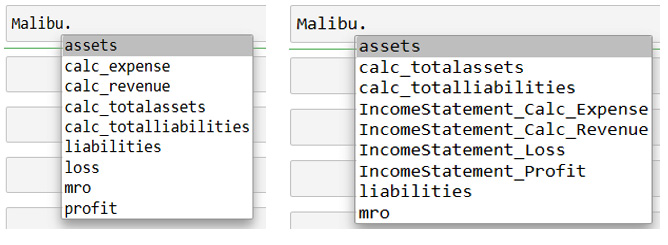 Malibu.
assets
calc_expense
calc_revenue
calc_totalassets
calc_totalliabilities
liabilities
loss
mro
profit
Malibu.
assets
calc_totalassets
calc_totalliabilities
IncomeStatement_Calc_Expense
IncomeStatement_Calc_Revenue
IncomeStatement_Loss
IncomeStatement_Profit
liabilities
mro